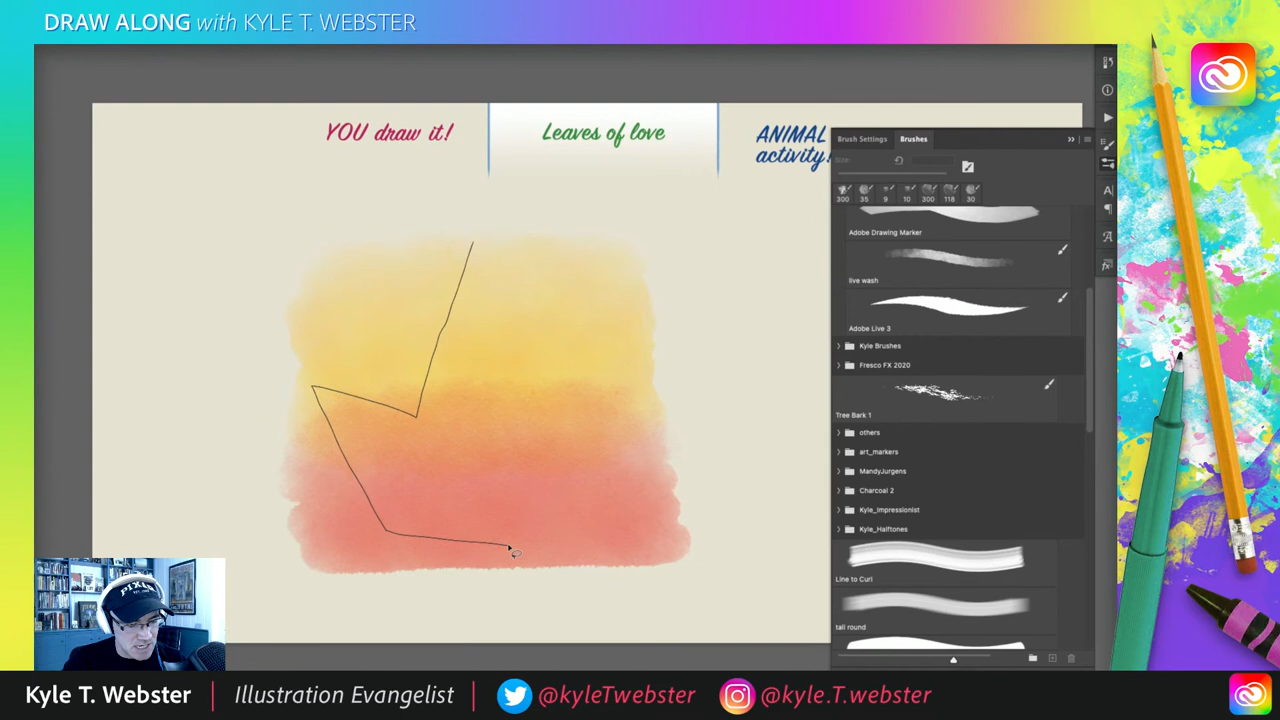 DRAW ALONG with KYLE T. WEBSTER
YOU draw it!
Leaves of love
ANIMAL
activity!
Brush Settings
Brushes
Size:
300
35
9
10
300
118
30
Adobe Drawing Marker
live wash
Adobe Live 3
Kyle Brushes
Fresco FX 2020
Tree Bark 1
others
art_markers
MandyJurgens
Charcoal 2
Kyle_Impressionist
Kyle_Halftones
Line to Curl
tall round
Kyle T. Webster
Illustration Evangelist
@kyleTwebster
@kyle.T.webster